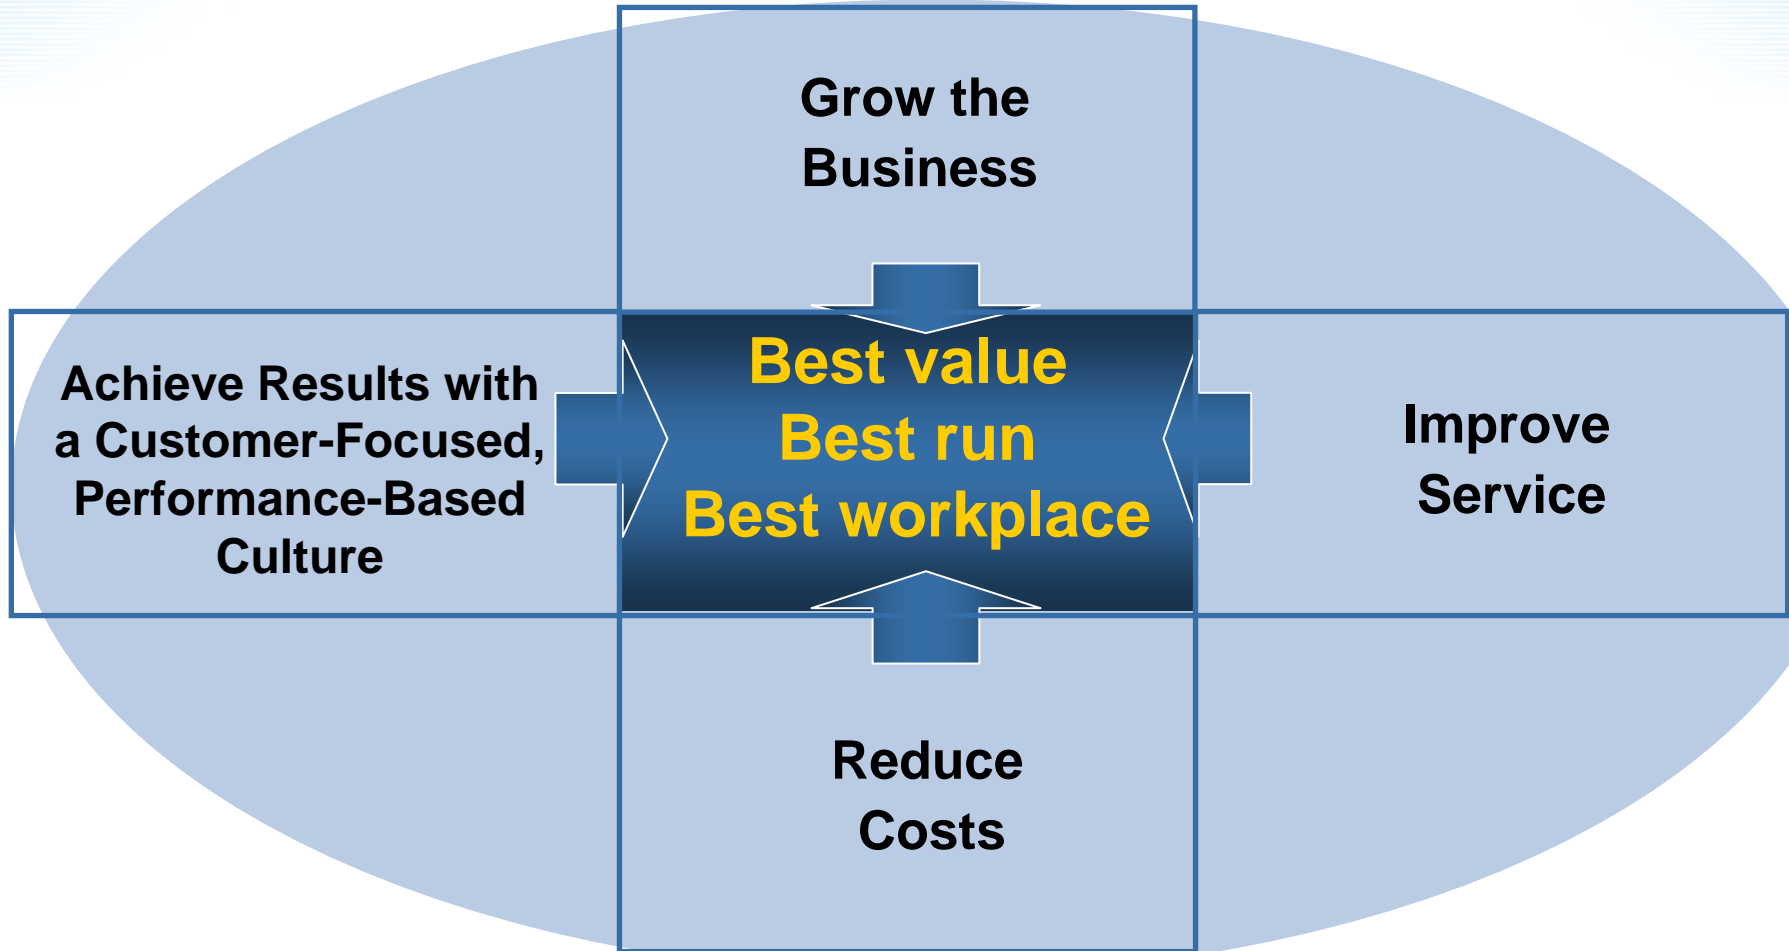 Grow the
Business
Achieve Results with
a Customer-Focused,
Performance-Based
Culture
Best value
Best run
Best workplace
Improve
Service
Reduce
Costs